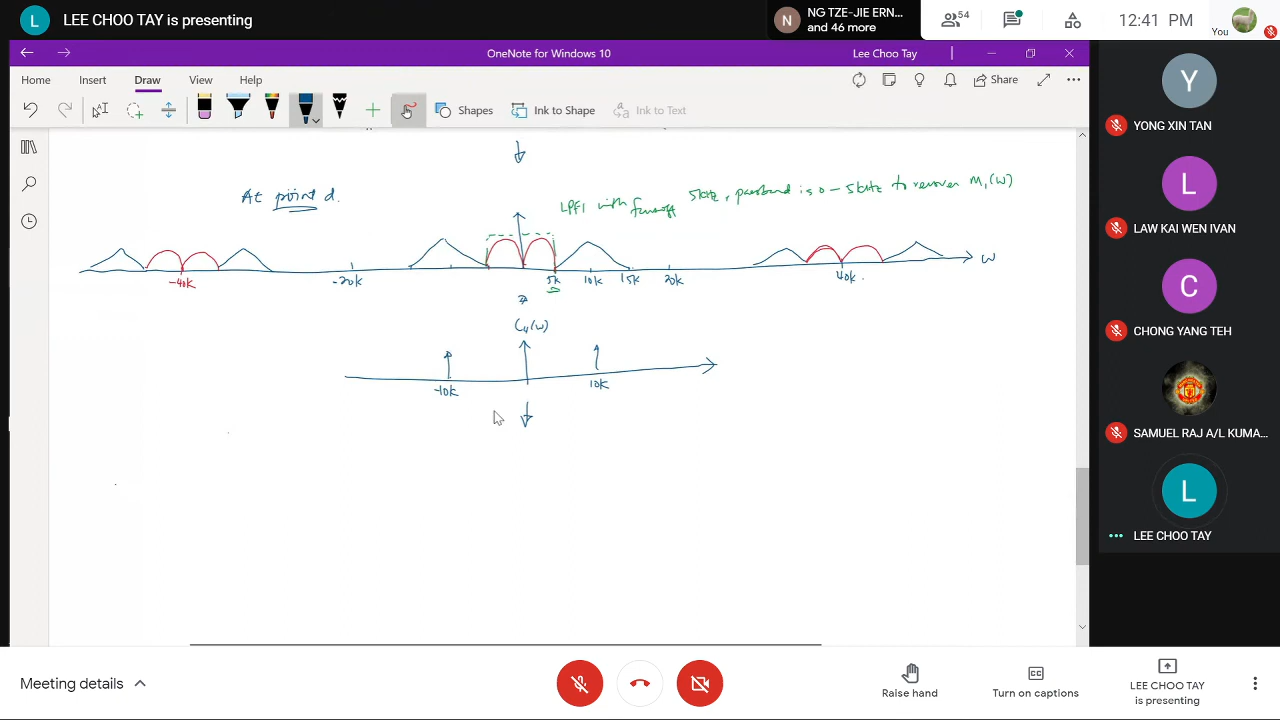 L LEE CHOO TAY is presenting
N NG TZE-JIE ERN... and 46 more
54
12:41 PM
You
OneNote for Windows 10
Lee Choo Tay
Home Insert Draw View Help
Share
Shapes
Ink to Shape
Ink to Text
At point d.
LPF1 with fcutoff 5kHz, passband is 0-5kHz to recover M1(W)
-40k -20k 5k 10k 15k 20k 40k. W
C4(W)
-10k 10k
Y
YONG XIN TAN
L
LAW KAI WEN IVAN
C
CHONG YANG TEH
SAMUEL RAJ A/L KUMA...
L
LEE CHOO TAY
Meeting details
Raise hand
Turn on captions
LEE CHOO TAY is presenting